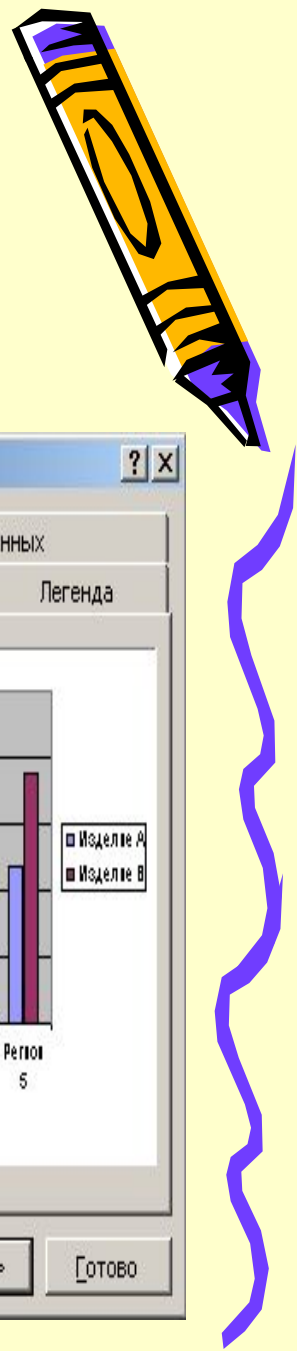 нных
Легенда
Изделие А
Изделие В
Регион
5
Готово